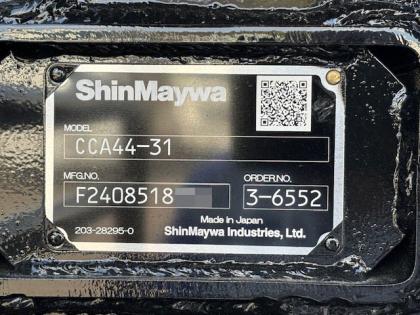 ShinMaywa
MODEL
CCA44-31
MFG.NO. ORDER.NO.
F2408518 3-6552
Made in Japan
203-28295-0 ShinMaywa Industries, Ltd.